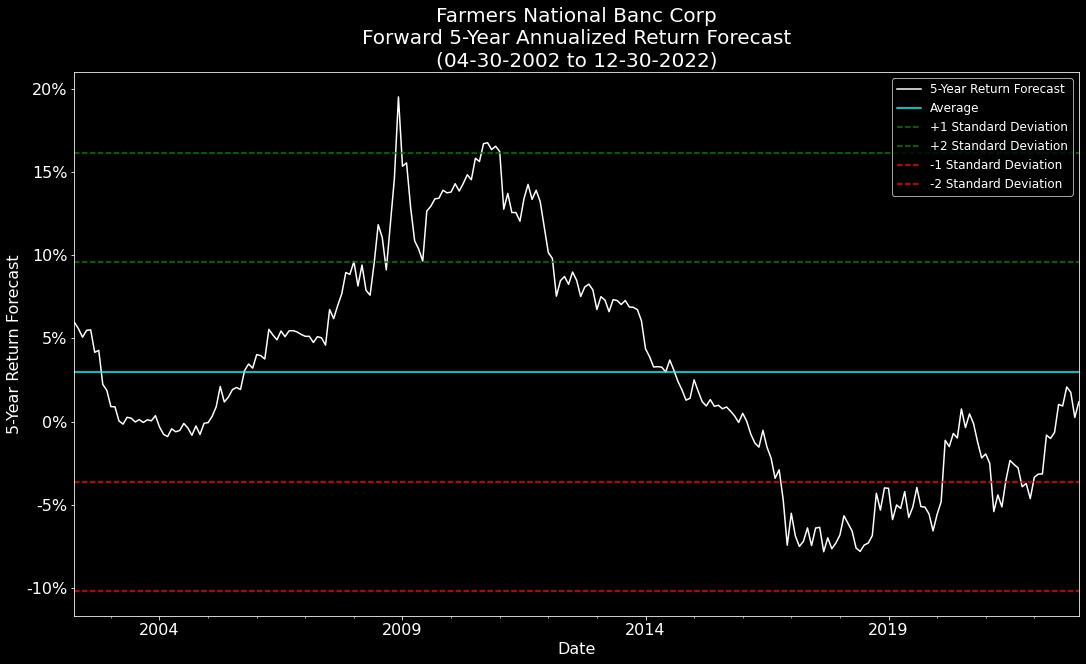 Farmers National Banc Corp
Forward 5-Year Annualized Return Forecast
(04-30-2002 to 12-30-2022)
5-Year Return Forecast
Average
+1 Standard Deviation
+2 Standard Deviation
-1 Standard Deviation
-2 Standard Deviation
20%
15%
10%
5%
0%
-5%
-10%
5-Year Return Forecast
2004
2009
2014
2019
Date